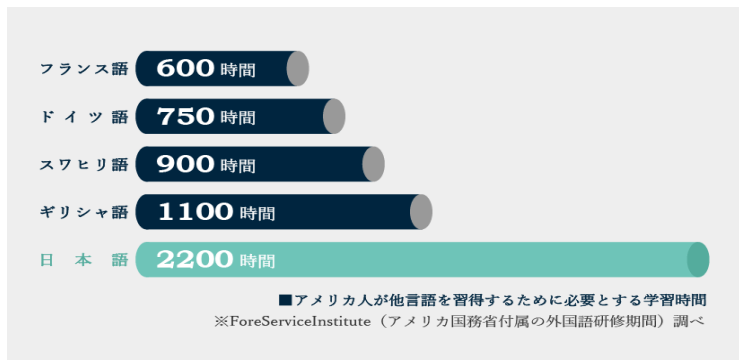 フランス語 600時間
ドイツ語 750時間
スワヒリ語 900時間
ギリシャ語 1100時間
日本語 2200時間
■アメリカ人が他言語を習得するために必要とする学習時間
※ForeServiceInstitute（アメリカ国務省付属の外国語研修期間）調べ